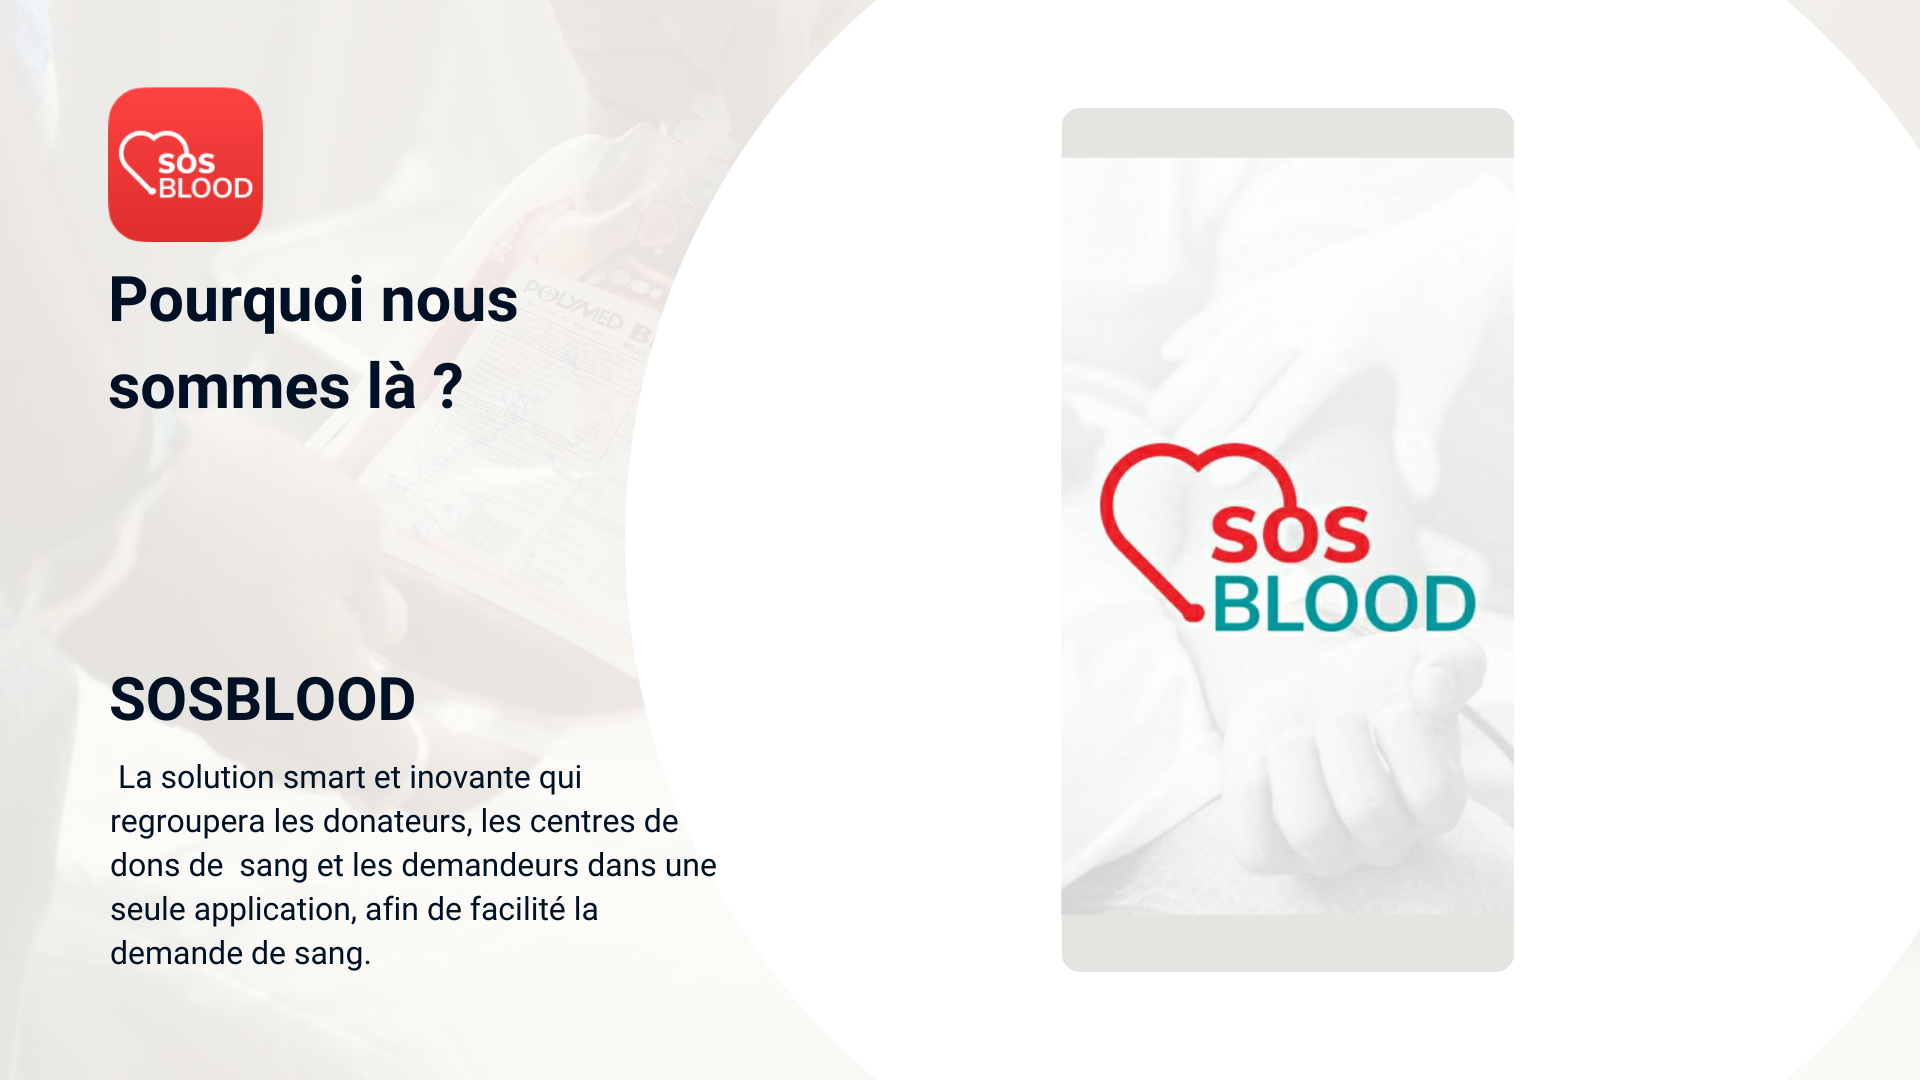 sos
BLOOD
Pourquoi nous
sommes là ?
POLYMED
SOSBLOOD
La solution smart et inovante qui
regroupera les donateurs, les centres de
dons de  sang et les demandeurs dans une
seule application, afin de facilité la
demande de sang.
sos
BLOOD